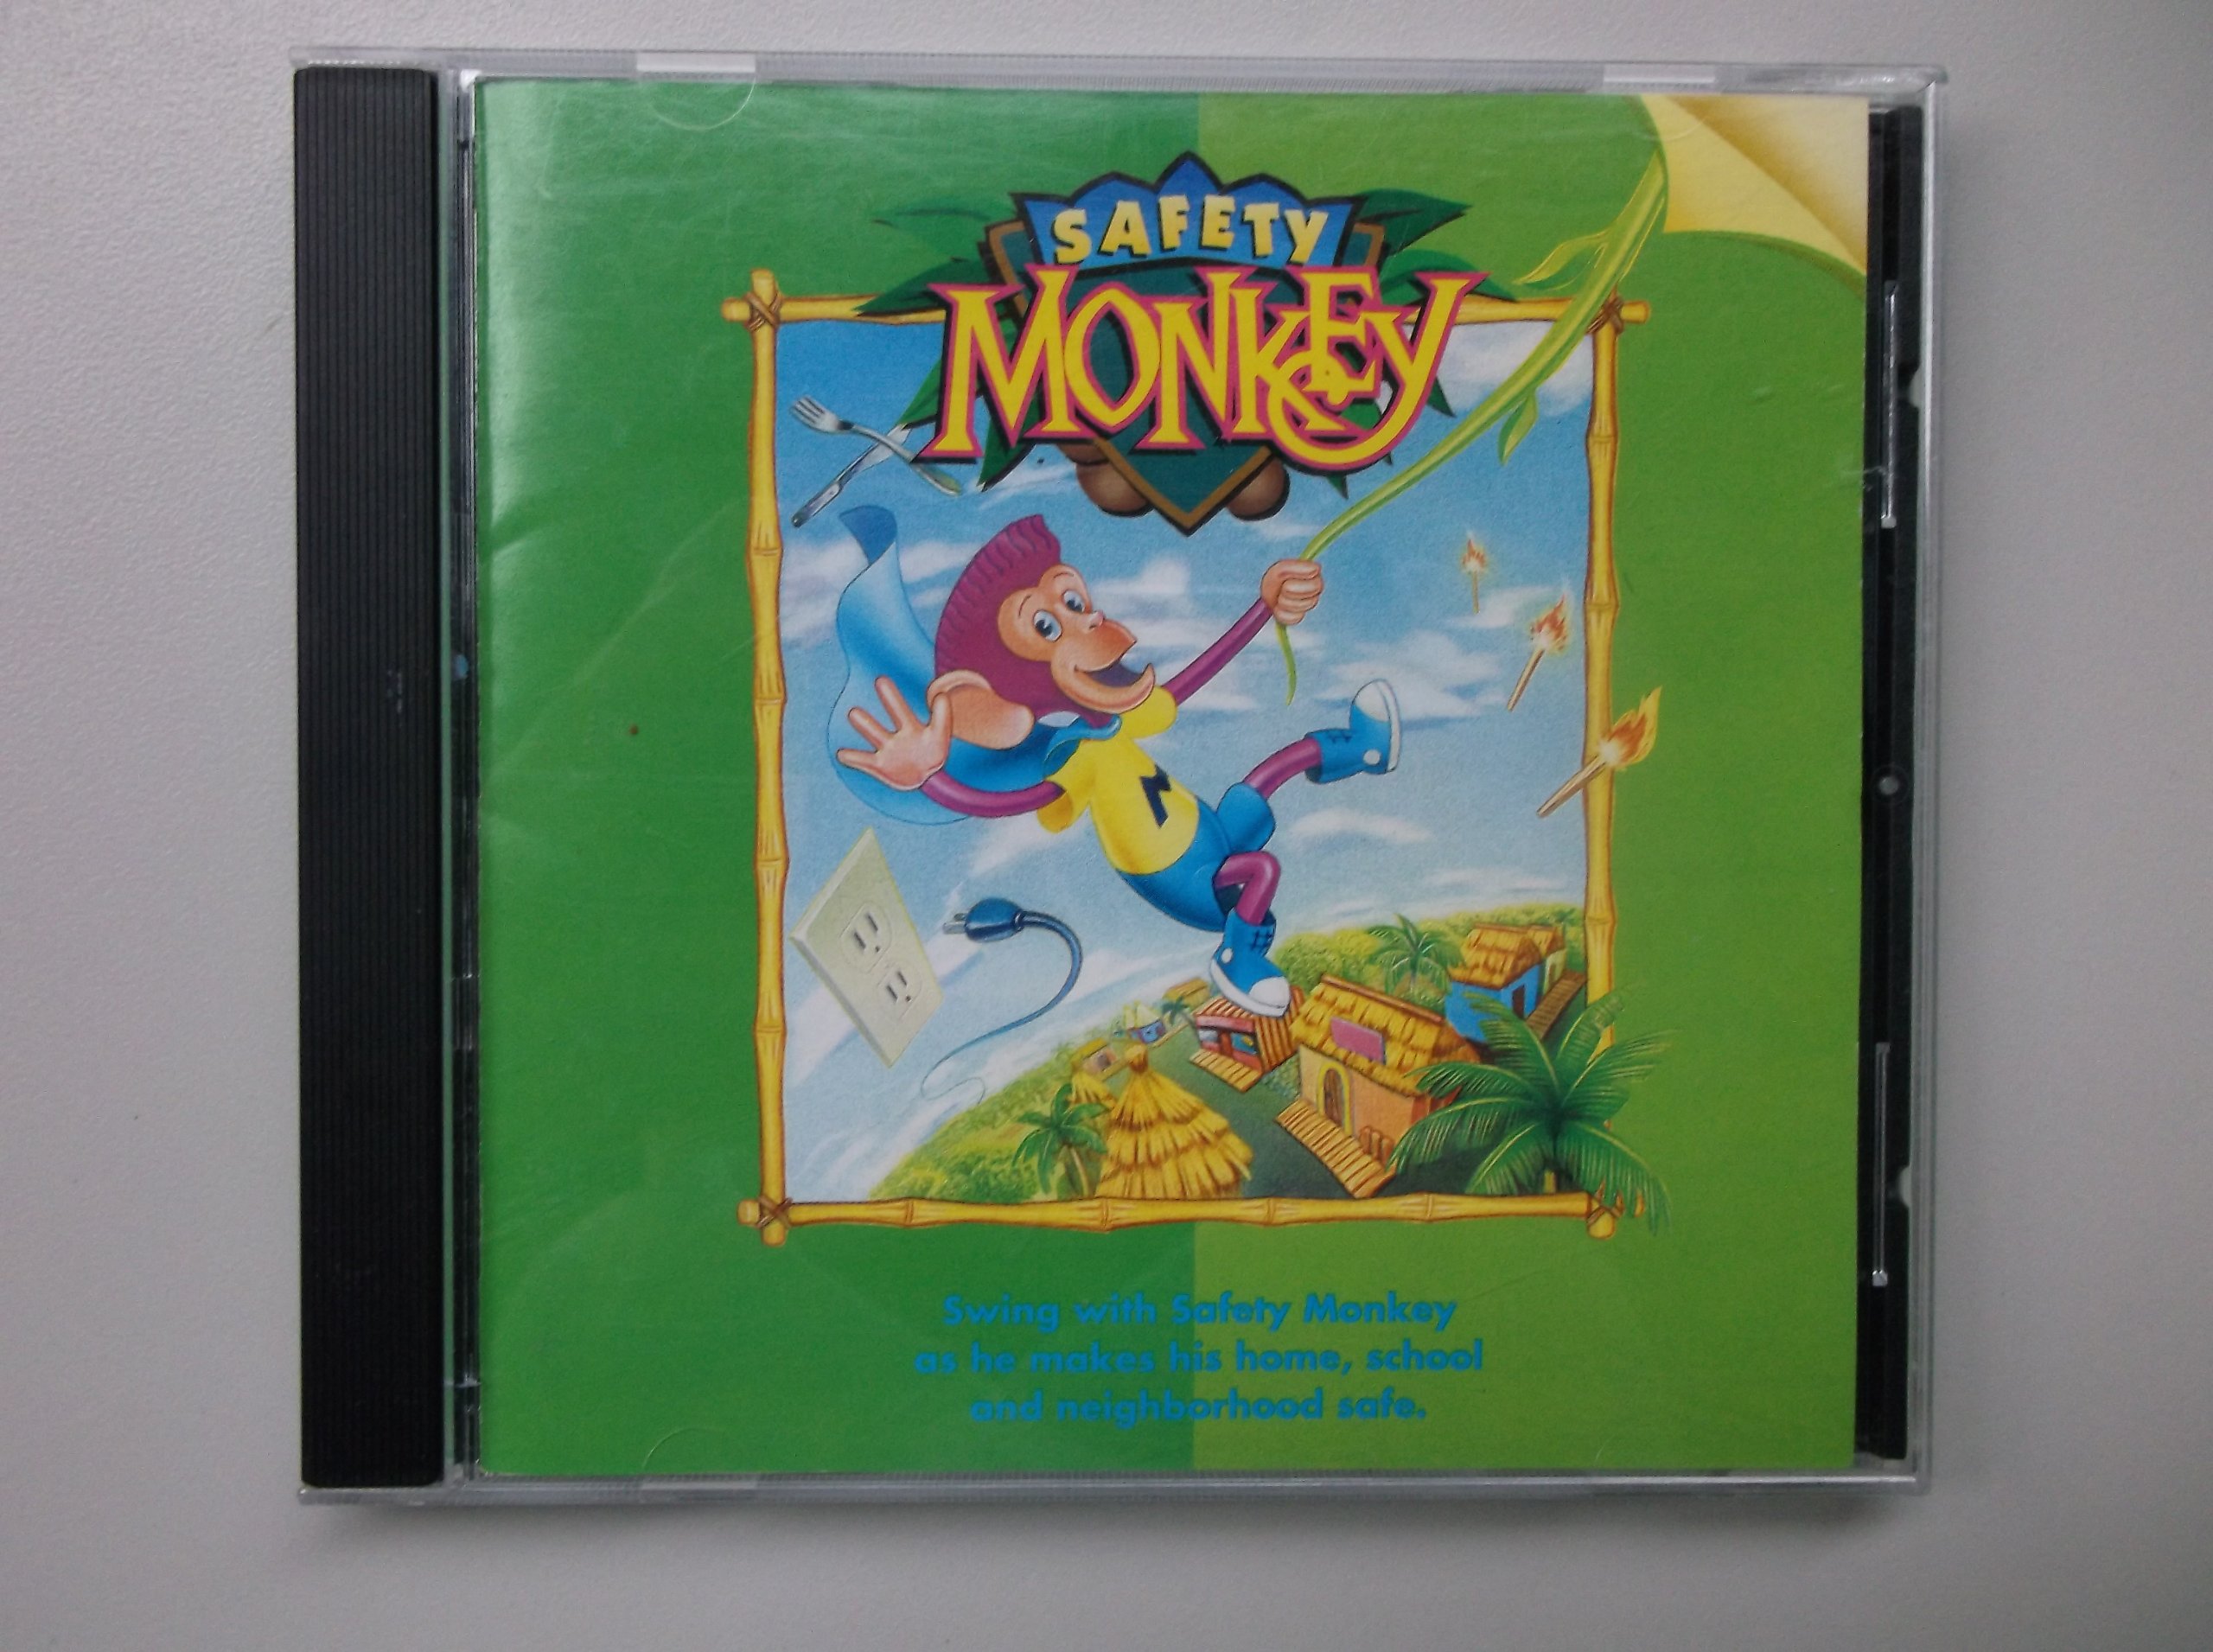 SAFETY
MONKEY
Swing with Safety Monkey
as he makes his home, school
and neighborhood safe.